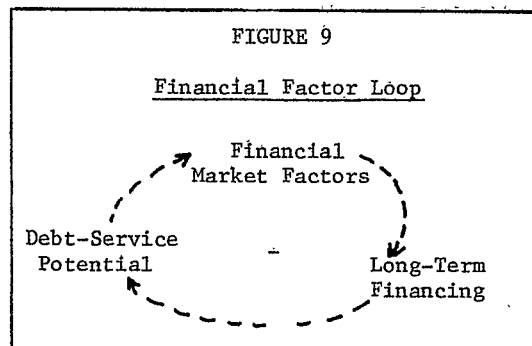 FIGURE 9
Financial Factor Loop
Financial
Market Factors
Debt-Service
Potential
Long-Term
Financing